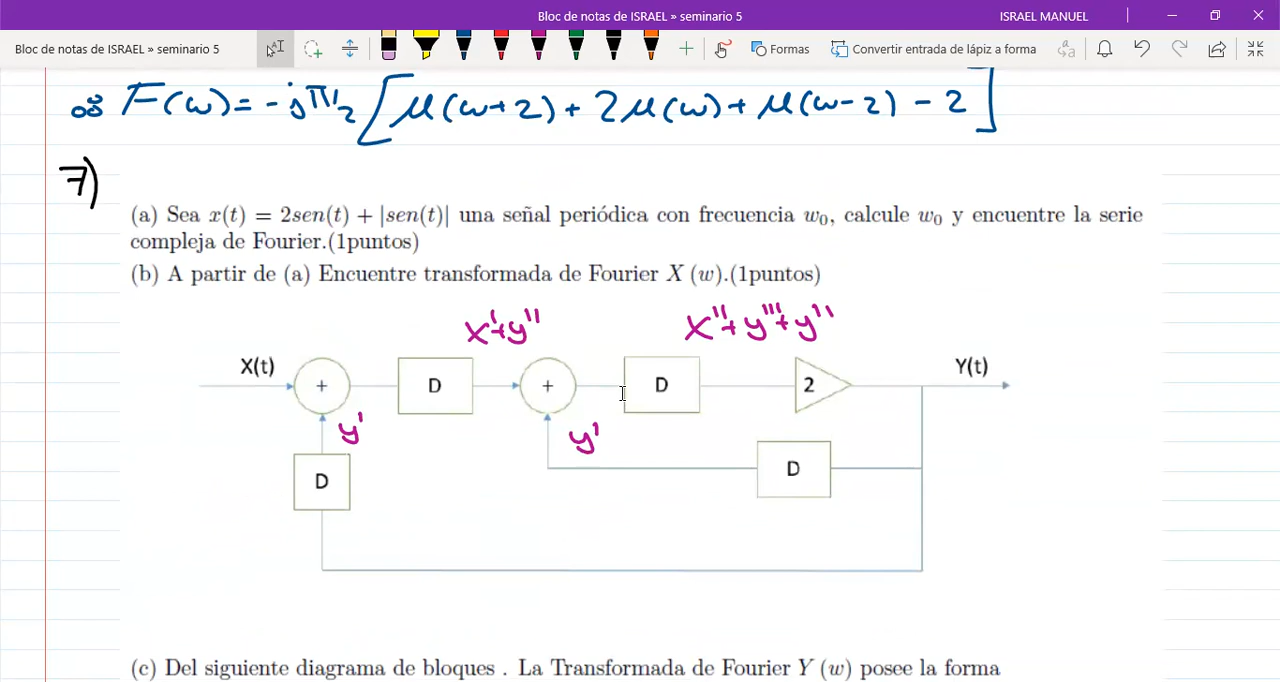 Bloc de notas de ISRAEL » seminario 5
ISRAEL MANUEL
Bloc de notas de ISRAEL » seminario 5
Formas
Convertir entrada de lápiz a forma
∴ F(w) = -jπ/2 [ μ(w+2) + 2μ(w) + μ(w-2) - 2 ]
7)
(a) Sea x(t) = 2sen(t) + |sen(t)| una señal periódica con frecuencia w₀, calcule w₀ y encuentre la serie
compleja de Fourier.(1puntos)
(b) A partir de (a) Encuentre transformada de Fourier X (w).(1puntos)
x'+y''
x''+y'''+y''
X(t)
+
D
+
D
2
Y(t)
y'
y'
D
D
(c) Del siguiente diagrama de bloques . La Transformada de Fourier Y (w) posee la forma